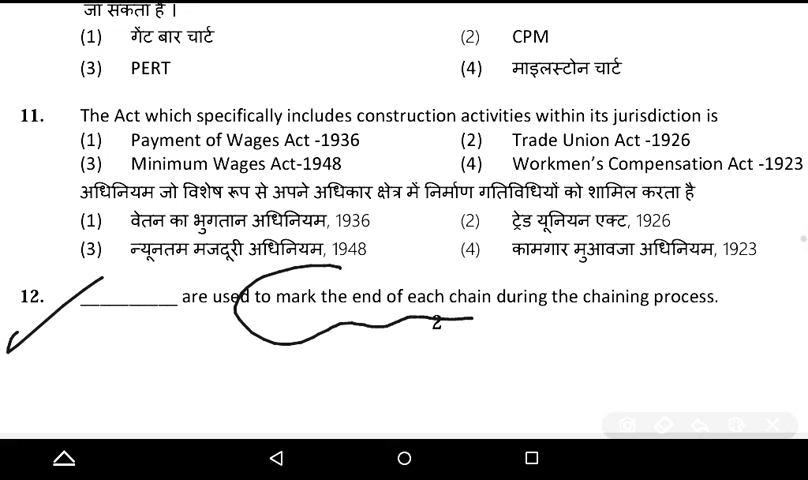 जा सकता है ।
(1) गेंट बार चार्ट (2) CPM
(3) PERT (4) माइलस्टोन चार्ट
11. The Act which specifically includes construction activities within its jurisdiction is
(1) Payment of Wages Act -1936 (2) Trade Union Act -1926
(3) Minimum Wages Act-1948 (4) Workmen's Compensation Act -1923
अधिनियम जो विशेष रूप से अपने अधिकार क्षेत्र में निर्माण गतिविधियों को शामिल करता है
(1) वेतन का भुगतान अधिनियम, 1936 (2) ट्रेड यूनियन एक्ट, 1926
(3) न्यूनतम मजदूरी अधिनियम, 1948 (4) कामगार मुआवजा अधिनियम, 1923
12. __________ are used to mark the end of each chain during the chaining process.
2